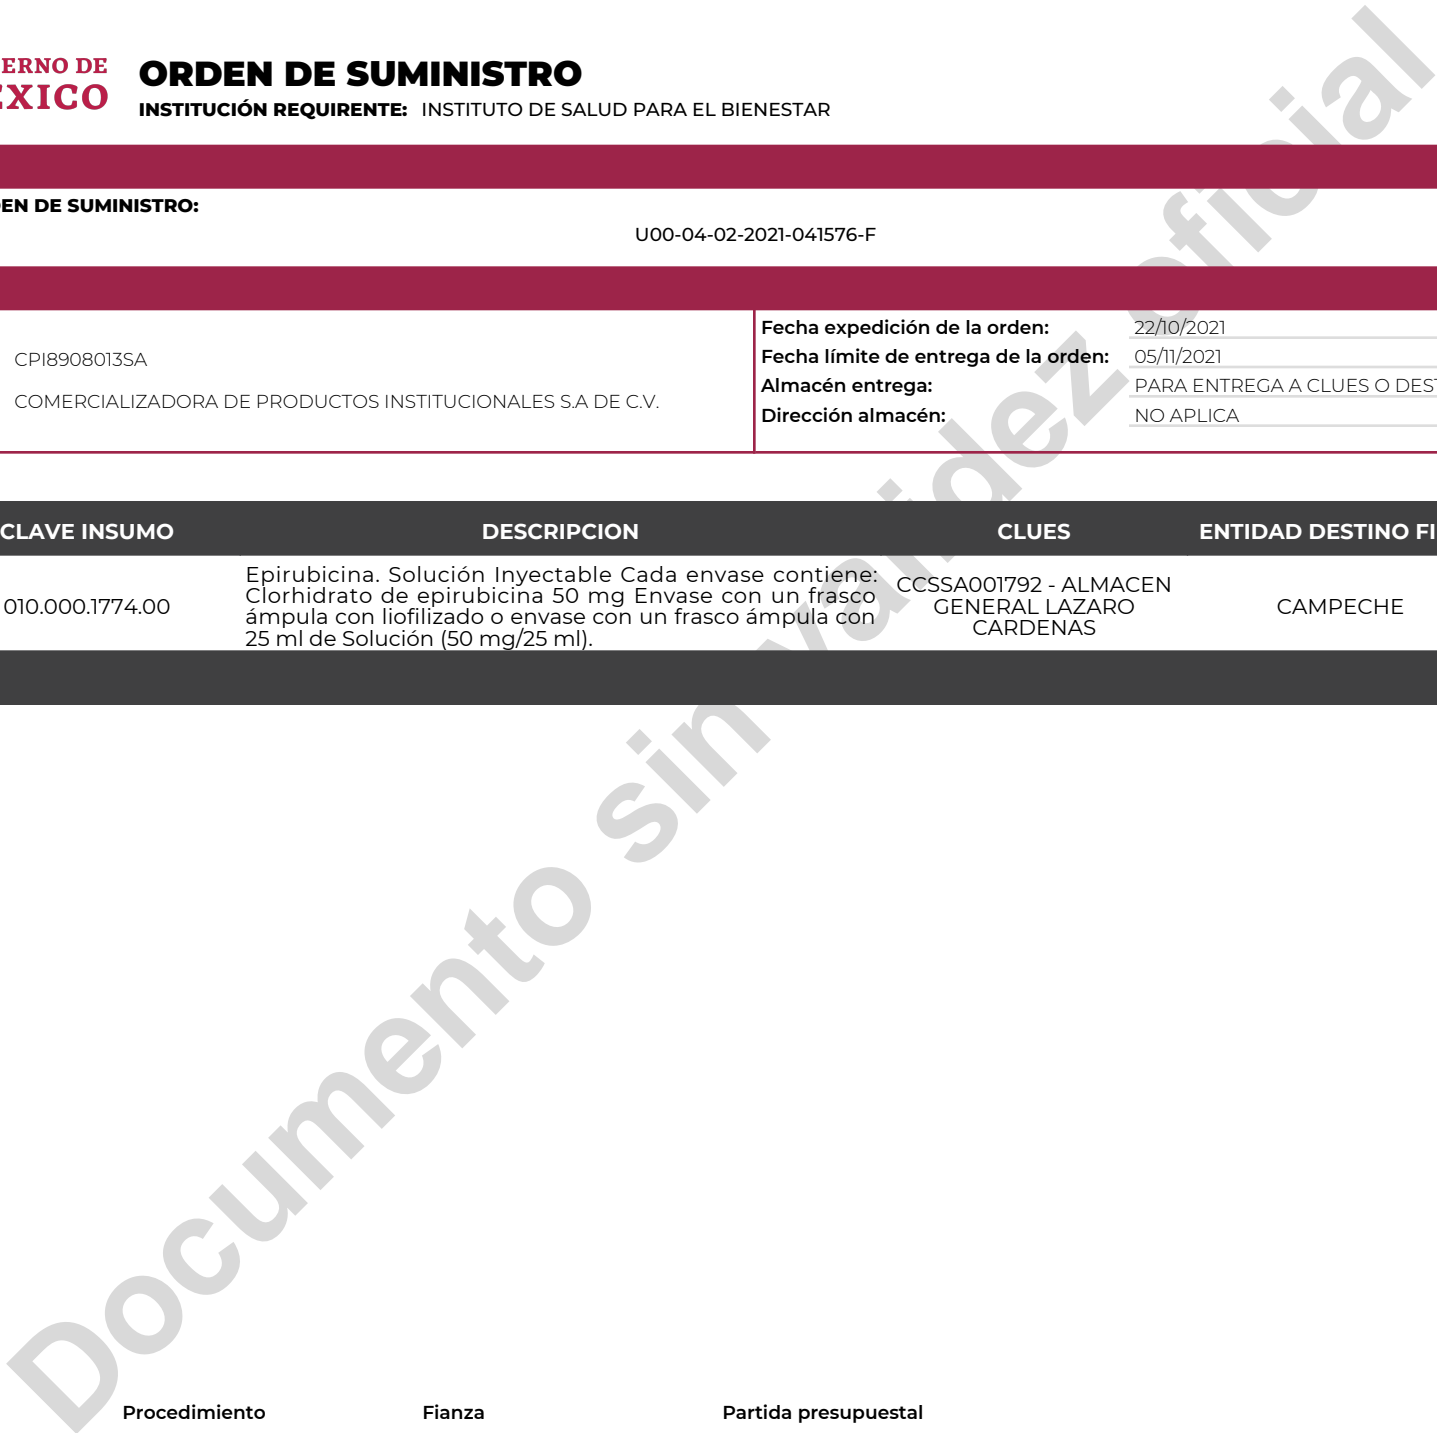 ERNO DE
ÉXICO
ORDEN DE SUMINISTRO
INSTITUCIÓN REQUIRENTE: INSTITUTO DE SALUD PARA EL BIENESTAR
EN DE SUMINISTRO:
U00-04-02-2021-041576-F
CPI8908013SA
COMERCIALIZADORA DE PRODUCTOS INSTITUCIONALES S.A DE C.V.
Fecha expedición de la orden: 22/10/2021
Fecha límite de entrega de la orden: 05/11/2021
Almacén entrega: PARA ENTREGA A CLUES O DEST
Dirección almacén: NO APLICA
CLAVE INSUMO DESCRIPCION CLUES ENTIDAD DESTINO FI
010.000.1774.00
Epirubicina. Solución Inyectable Cada envase contiene:
Clorhidrato de epirubicina 50 mg Envase con un frasco
ámpula con liofilizado o envase con un frasco ámpula con
25 ml de Solución (50 mg/25 ml).
CCSSA001792 - ALMACEN
GENERAL LAZARO
CARDENAS
CAMPECHE
Documento sin validez oficial
Procedimiento Fianza Partida presupuestal